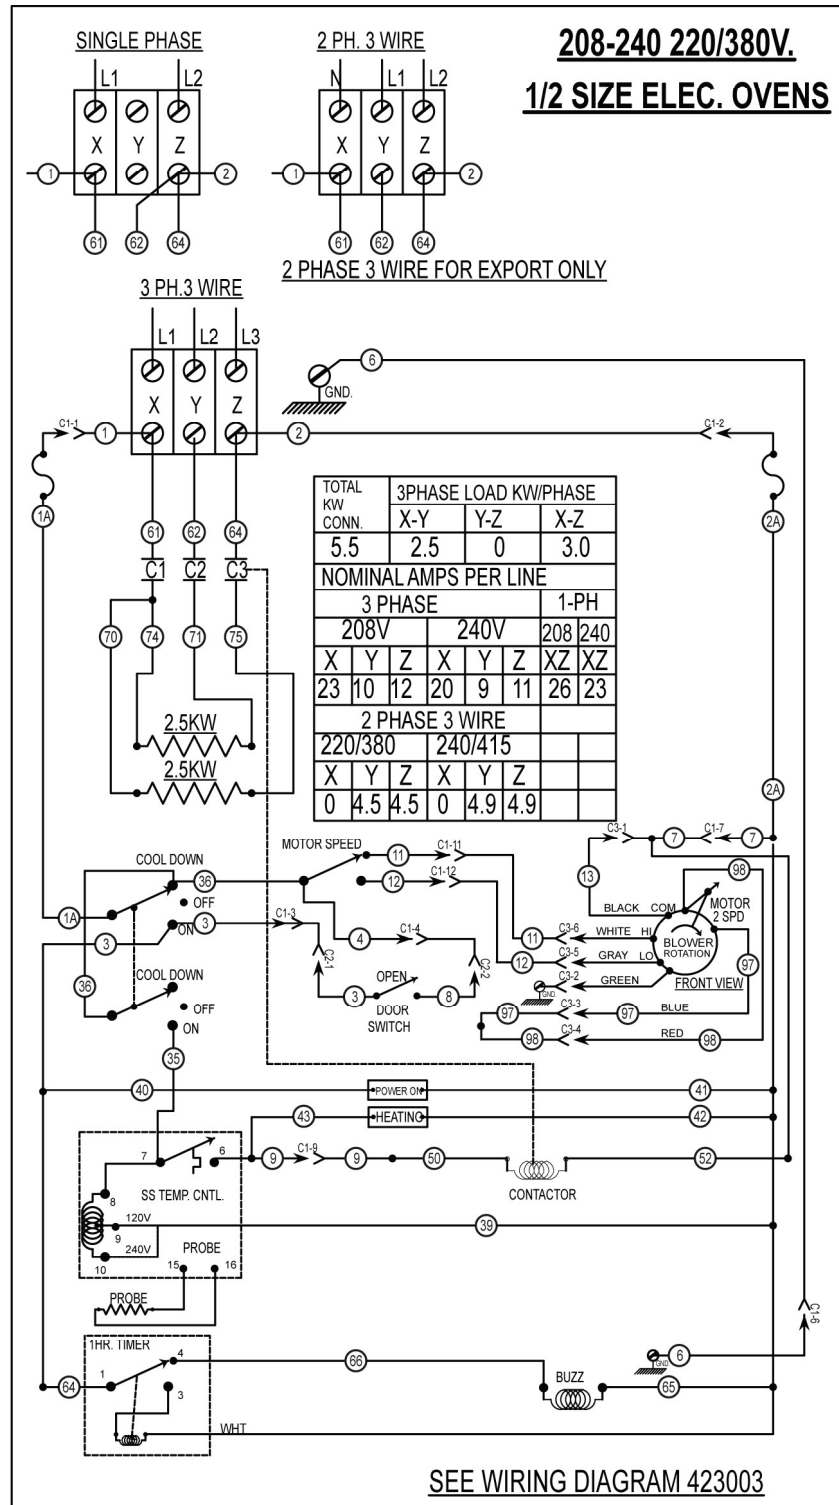 SINGLE PHASE
2 PH. 3 WIRE
208-240 220/380V.
1/2 SIZE ELEC. OVENS
L1 L2
N L1 L2
X Y Z
X Y Z
1 2
1 2
61 62 64
61 62 64
2 PHASE 3 WIRE FOR EXPORT ONLY
3 PH.3 WIRE
L1 L2 L3
6
GND.
X Y Z
C1-1 1 2 C1-2
1A 2A
61 62 64
C1 C2 C3
70 74 71 75
2.5KW
2.5KW
TOTAL KW CONN. 3PHASE LOAD KW/PHASE
X-Y Y-Z X-Z
5.5 2.5 0 3.0
NOMINAL AMPS PER LINE
3 PHASE 1-PH
208V 240V 208 240
X Y Z X Y Z XZ XZ
23 10 12 20 9 11 26 23
2 PHASE 3 WIRE
220/380 240/415
X Y Z X Y Z
0 4.5 4.5 0 4.9 4.9
2A
MOTOR SPEED
11 C1-11
12 C1-12
C3-1 7 C1-7 7
COOL DOWN
36
OFF
1A
ON
3 3 C1-3
4 C1-4
C2-1 C2-2
OPEN
3 8
DOOR
SWITCH
13
98
MOTOR
2 SPD
BLACK COM
11 C3-6 WHITE HI
12 C3-5 GRAY LO
BLOWER
ROTATION
C3-2 GREEN
FRONT VIEW
97
GND.
97 C3-3 97 BLUE
98 C3-4 RED 98
36
COOL DOWN
OFF
ON
35
40 POWER ON 41
43 HEATING 42
7 6 9 C1-9 9 50 52
CONTACTOR
SS TEMP. CNTL.
8
120V
9
39
240V
10
PROBE
15 16
PROBE
C1-6
1HR. TIMER
4
66
GND.
6
64 1
3
BUZZ
65
WHT
SEE WIRING DIAGRAM 423003